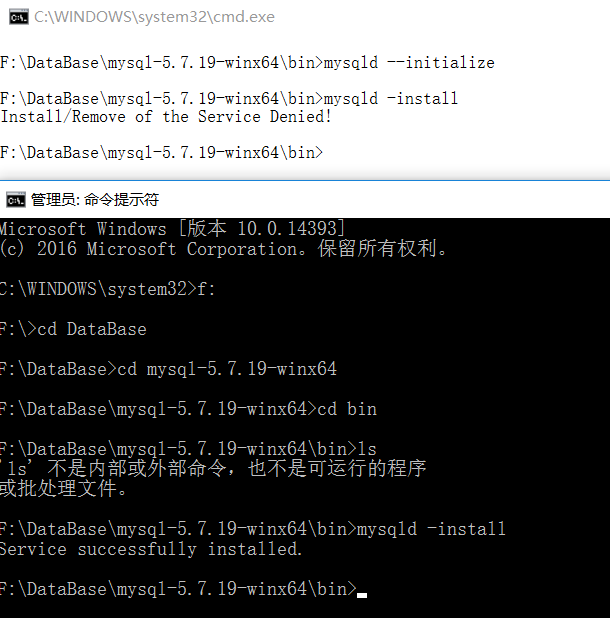 C:\WINDOWS\system32\cmd.exe
F:\DataBase\mysql-5.7.19-winx64\bin>mysqld --initialize
F:\DataBase\mysql-5.7.19-winx64\bin>mysqld -install
Install/Remove of the Service Denied!
F:\DataBase\mysql-5.7.19-winx64\bin>
管理员: 命令提示符
Microsoft Windows [版本 10.0.14393]
(c) 2016 Microsoft Corporation。保留所有权利。
C:\WINDOWS\system32>f:
F:\>cd DataBase
F:\DataBase>cd mysql-5.7.19-winx64
F:\DataBase\mysql-5.7.19-winx64>cd bin
F:\DataBase\mysql-5.7.19-winx64\bin>ls
'ls' 不是内部或外部命令，也不是可运行的程序
或批处理文件。
F:\DataBase\mysql-5.7.19-winx64\bin>mysqld -install
Service successfully installed.
F:\DataBase\mysql-5.7.19-winx64\bin>